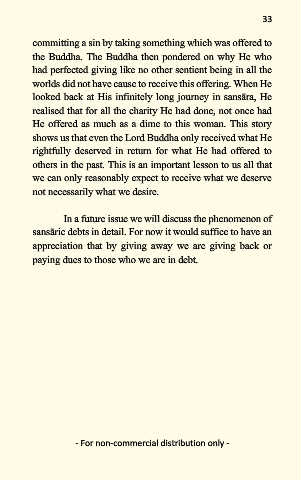 33
committing a sin by taking something which was offered to
the Buddha. The Buddha then pondered on why He who
had perfected giving like no other sentient being in all the
worlds did not have cause to receive this offering. When He
looked back at His infinitely long journey in sansāra, He
realised that for all the charity He had done, not once had
He offered as much as a dime to this woman. This story
shows us that even the Lord Buddha only received what He
rightfully deserved in return for what He had offered to
others in the past. This is an important lesson to us all that
we can only reasonably expect to receive what we deserve
not necessarily what we desire.
In a future issue we will discuss the phenomenon of
sansāric debts in detail. For now it would suffice to have an
appreciation that by giving away we are giving back or
paying dues to those who we are in debt.
- For non-commercial distribution only -